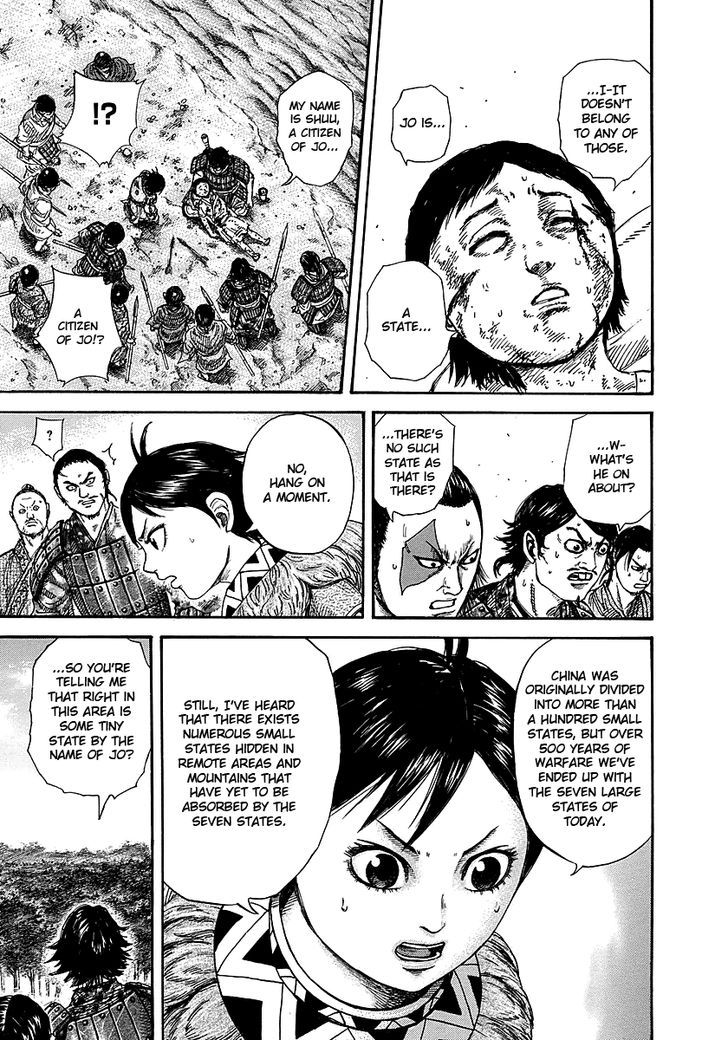 ...I-IT
DOESN'T
BELONG
TO ANY OF
THOSE.
JO IS...
A
STATE...
MY NAME
IS SHUU,
A CITIZEN
OF JO...
!?
A
CITIZEN
OF JO!?
W-
WHAT'S
HE ON
ABOUT?
...THERE'S
NO SUCH
STATE AS
THAT IS
THERE?
NO,
HANG ON
A MOMENT.
?
CHINA WAS
ORIGINALLY DIVIDED
INTO MORE THAN
A HUNDRED SMALL
STATES, BUT OVER
500 YEARS OF
WARFARE WE'VE
ENDED UP WITH
THE SEVEN LARGE
STATES OF
TODAY.
STILL, I'VE HEARD
THAT THERE EXISTS
NUMEROUS SMALL
STATES HIDDEN IN
REMOTE AREAS AND
MOUNTAINS THAT
HAVE YET TO BE
ABSORBED BY THE
SEVEN STATES.
...SO YOU'RE
TELLING ME
THAT RIGHT IN
THIS AREA IS
SOME TINY
STATE BY THE
NAME OF JO?